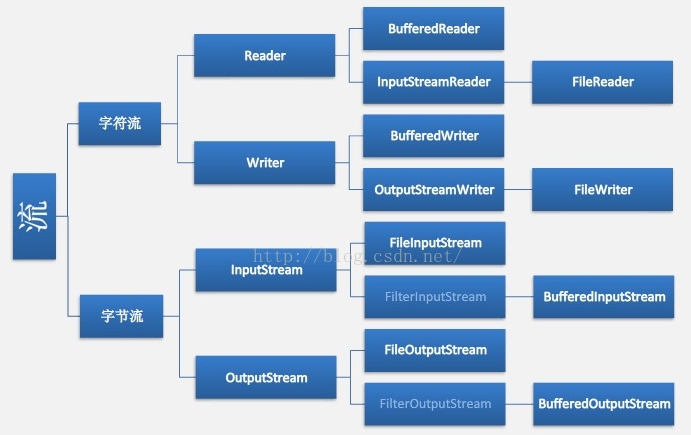 流
字符流
Reader
BufferedReader
InputStreamReader
FileReader
Writer
BufferedWriter
OutputStreamWriter
FileWriter
字节流
InputStream
FileInputStream
http://blog.csdn.net/
FilterInputStream
BufferedInputStream
OutputStream
FileOutputStream
FilterOutputStream
BufferedOutputStream